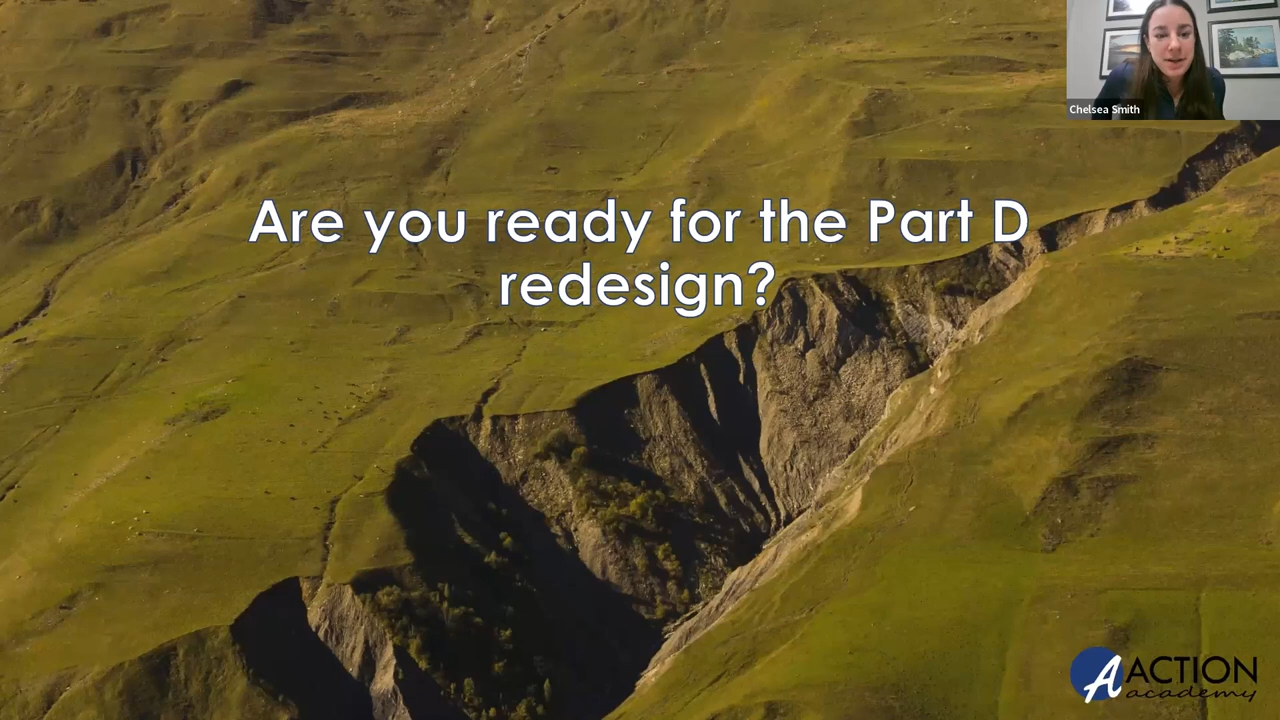 Chelsea Smith
Are you ready for the Part D
redesign?
A ACTION
academy